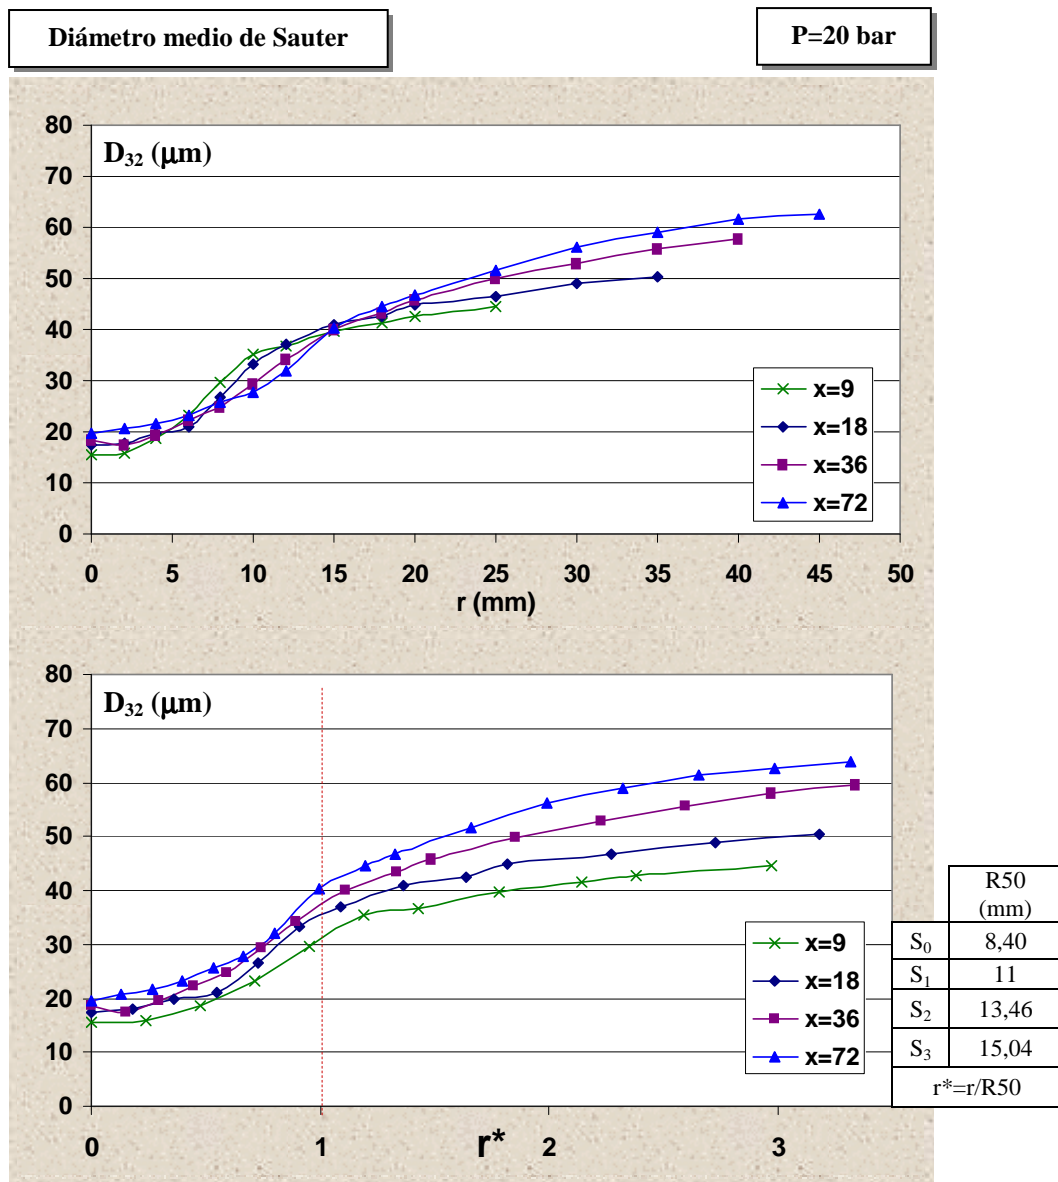 Diámetro medio de Sauter
P=20 bar
D₃₂ (μm)
80
70
60
50
40
30
20
10
0
x=9
x=18
x=36
x=72
0 5 10 15 20 25 30 35 40 45 50
r (mm)
D₃₂ (μm)
80
70
60
50
40
30
20
10
0
x=9
x=18
x=36
x=72
0 1 r* 2 3
R50
(mm)
S₀ 8,40
S₁ 11
S₂ 13,46
S₃ 15,04
r*=r/R50